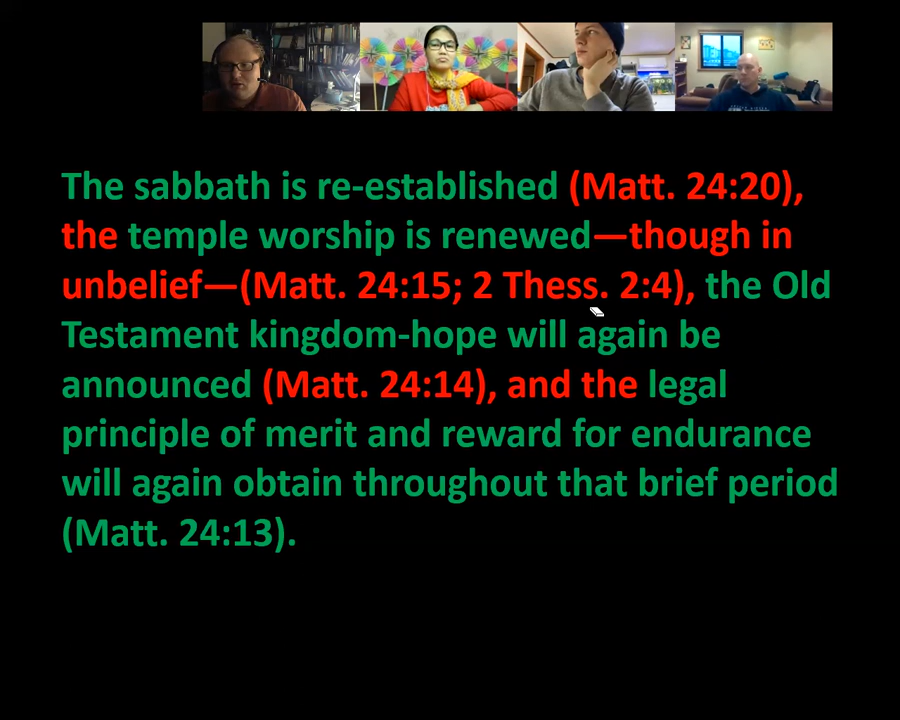 The sabbath is re-established (Matt. 24:20),
the temple worship is renewed—though in
unbelief—(Matt. 24:15; 2 Thess. 2:4), the Old
Testament kingdom-hope will again be
announced (Matt. 24:14), and the legal
principle of merit and reward for endurance
will again obtain throughout that brief period
(Matt. 24:13).